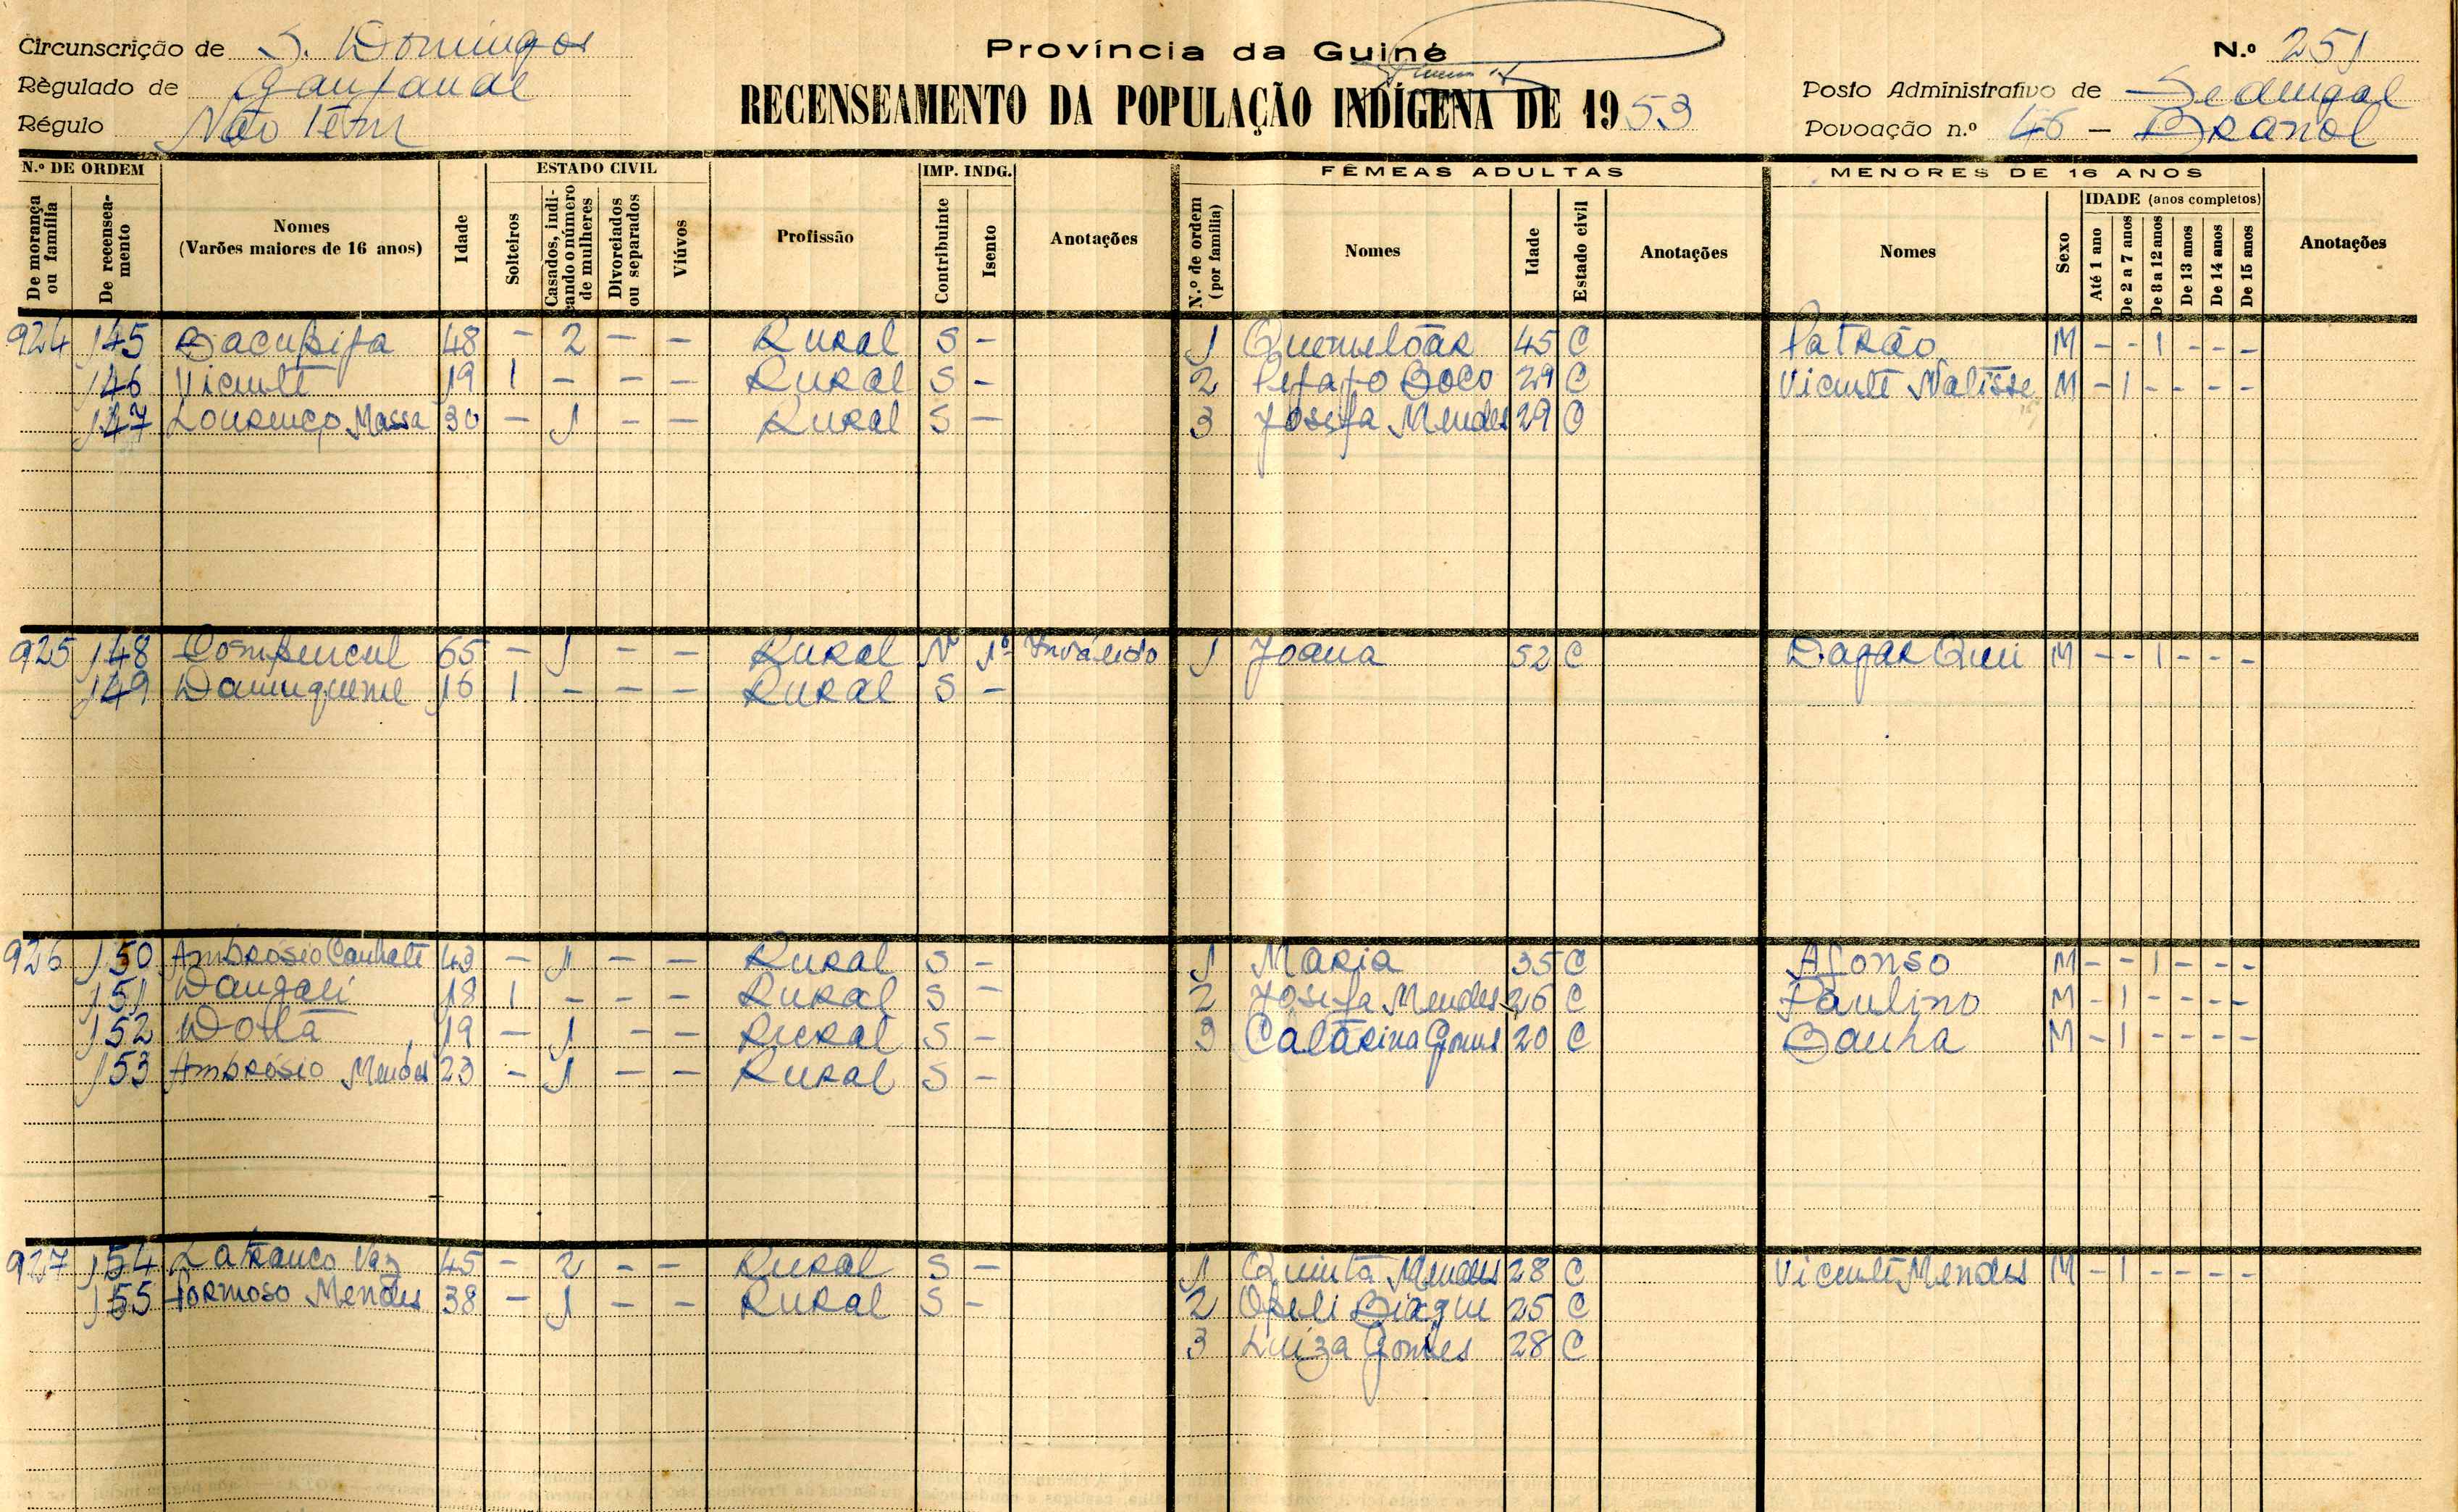 Circunscrição de S. Domingos
Província da Guiné
N.º 251
Règulado de
Posto Administrativo de Sedengal
RECENSEAMENTO DA POPULAÇÃO INDÍGENA DE 1953
Régulo Não Tem
Povoação n.º 46 -
N.º DE ORDEM ESTADO CIVIL IMP. INDG. FÊMEAS ADULTAS MENORES DE 16 ANOS
De morança ou família De recenseamento Nomes (Varões maiores de 16 anos) Idade Solteiros Casados, indicando o número de mulheres Divorciados ou separados Viúvos Profissão Contribuinte Isento Anotações N.º de ordem (por família) Nomes Idade Estado civil Anotações Nomes Sexo IDADE (anos completos) Até 1 ano De 2 a 7 anos De 8 a 12 anos De 13 anos De 14 anos De 15 anos Anotações
924 145 48 - 2 - - Rural S - 1 45 C Patrão M - - 1 - - -
146 Vicente 19 1 - - - Rural S - 2 29 C Vicente Natisse M - 1 - - - -
147 Lourenço Massa 30 - 1 - - Rural S - 3 Josefa Mendes 29 C
925 148 65 - 1 - - Rural N Inválido 1 Joana 52 C M - - 1 - - -
149 16 1 - - - Rural S -
926 150 Ambrósio 43 - 1 - - Rural S - 1 Maria 35 C Afonso M - - 1 - - -
151 18 1 - - - Rural S - 2 Josefa Mendes 26 C Paulino M - 1 - - - -
152 19 - 1 - - Rural S - 3 Catarina Gomes 20 C M - 1 - - - -
153 Ambrósio Mendes 23 - 1 - - Rural S -
927 154 Vaz 45 - 2 - - Rural S - 1 Quinta Mendes 28 C Vicente Mendes M - 1 - - - -
155 Formoso Mendes 38 - 1 - - Rural S - 2 25 C
3 Luiza Gomes 28 C